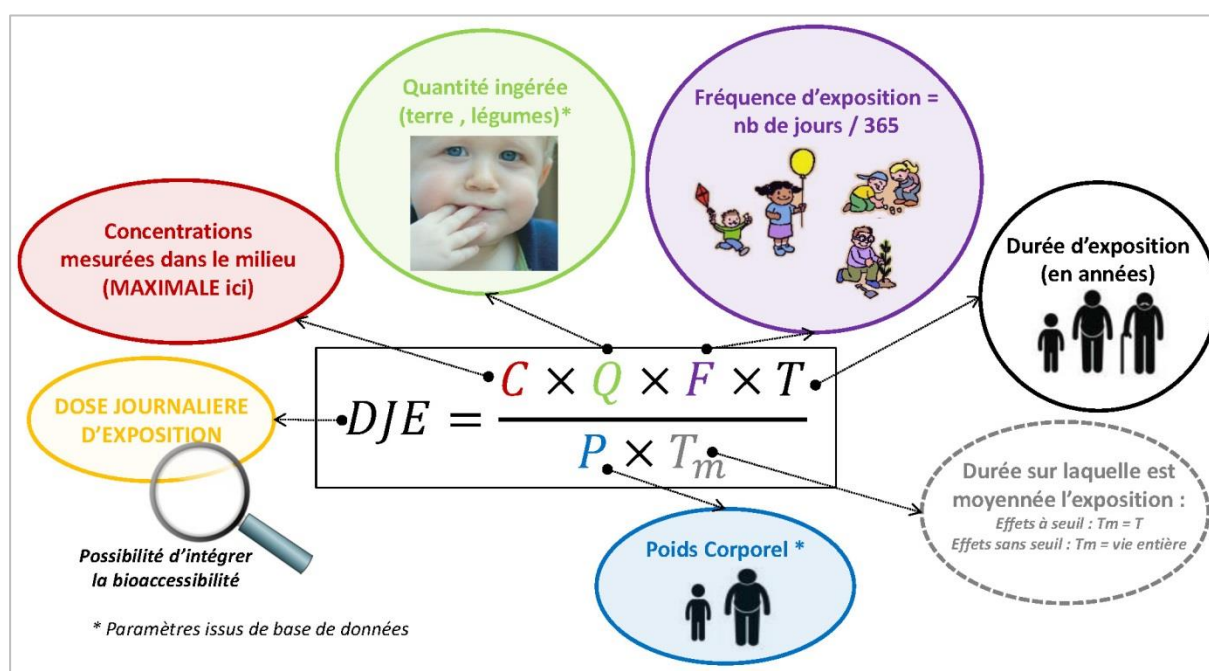 Quantité ingérée
(terre , légumes)*
Fréquence d'exposition =
nb de jours / 365
Concentrations
mesurées dans le milieu
(MAXIMALE ici)
Durée d'exposition
(en années)
DOSE JOURNALIERE
D'EXPOSITION
DJE = C × Q × F × T
P × Tm
Durée sur laquelle est
moyennée l'exposition :
Effets à seuil : Tm = T
Effets sans seuil : Tm = vie entière
Possibilité d'intégrer
la bioaccessibilité
Poids Corporel *
* Paramètres issus de base de données